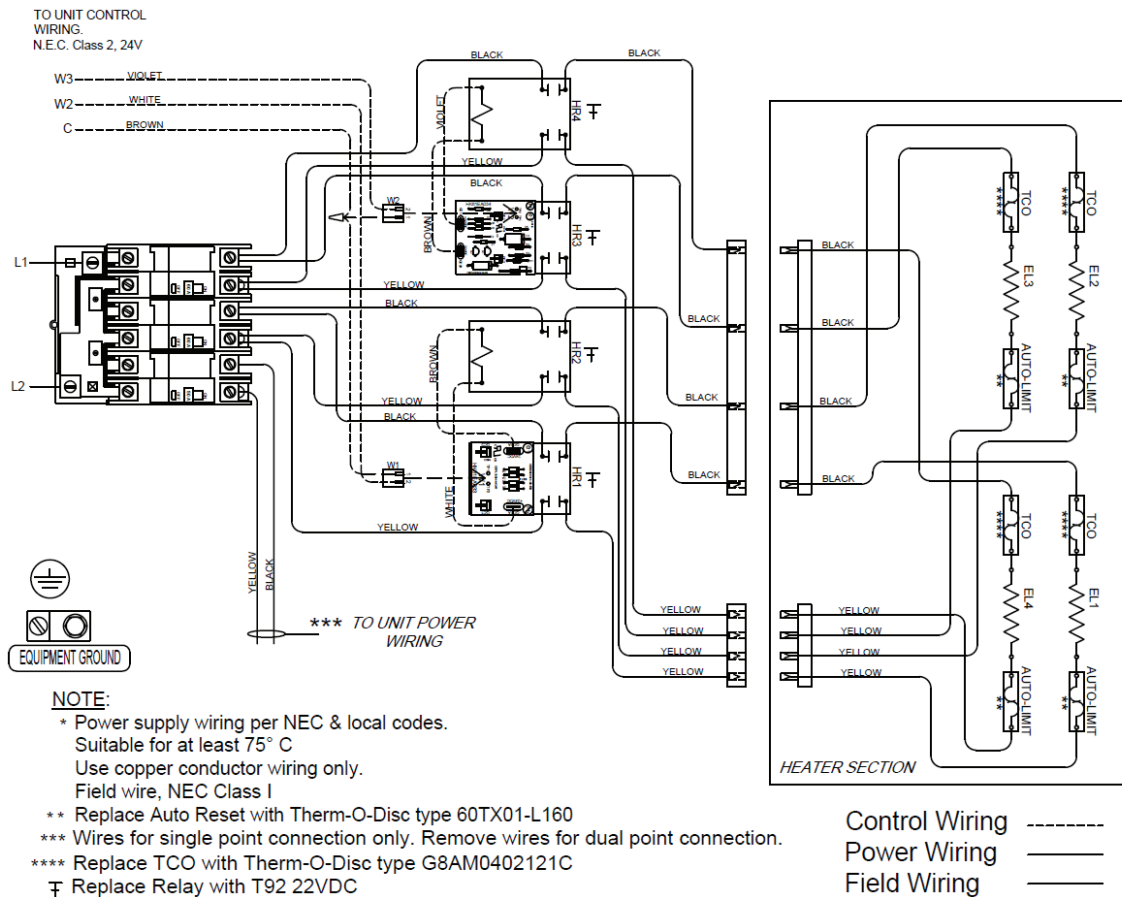 TO UNIT CONTROL
WIRING.
N.E.C. Class 2, 24V
W3
VIOLET
W2
WHITE
C
BROWN
BLACK
BLACK
VIOLET
HR4
YELLOW
BLACK
W2
BROWN
HR3
YELLOW
BLACK
BROWN
HR2
YELLOW
BLACK
W1
WHITE
HR1
YELLOW
L1
L2
YELLOW
BLACK
*** TO UNIT POWER
WIRING
EQUIPMENT GROUND
BLACK
BLACK
BLACK
BLACK
BLACK
BLACK
BLACK
YELLOW
YELLOW
YELLOW
YELLOW
YELLOW
YELLOW
YELLOW
YELLOW
TCO
****
TCO
****
EL3
EL2
AUTO-LIMIT
**
AUTO-LIMIT
**
TCO
****
TCO
****
EL4
EL1
AUTO-LIMIT
**
AUTO-LIMIT
**
HEATER SECTION
NOTE:
* Power supply wiring per NEC & local codes.
Suitable for at least 75° C
Use copper conductor wiring only.
Field wire, NEC Class I
** Replace Auto Reset with Therm-O-Disc type 60TX01-L160
*** Wires for single point connection only. Remove wires for dual point connection.
**** Replace TCO with Therm-O-Disc type G8AM0402121C
Replace Relay with T92 22VDC
Control Wiring
Power Wiring
Field Wiring